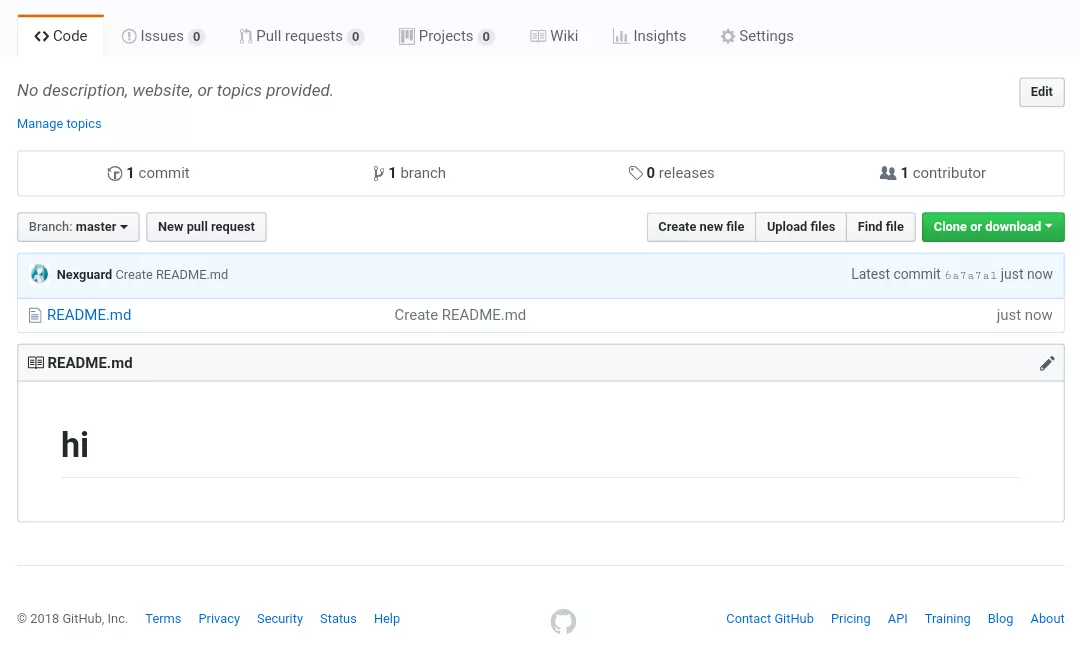 Code Issues 0 Pull requests 0 Projects 0 Wiki Insights Settings
No description, website, or topics provided. Edit
Manage topics
1 commit 1 branch 0 releases 1 contributor
Branch: master New pull request Create new file Upload files Find file Clone or download
Nexguard Create README.md Latest commit 6a7a7a1 just now
README.md Create README.md just now
README.md
hi
© 2018 GitHub, Inc. Terms Privacy Security Status Help Contact GitHub Pricing API Training Blog About